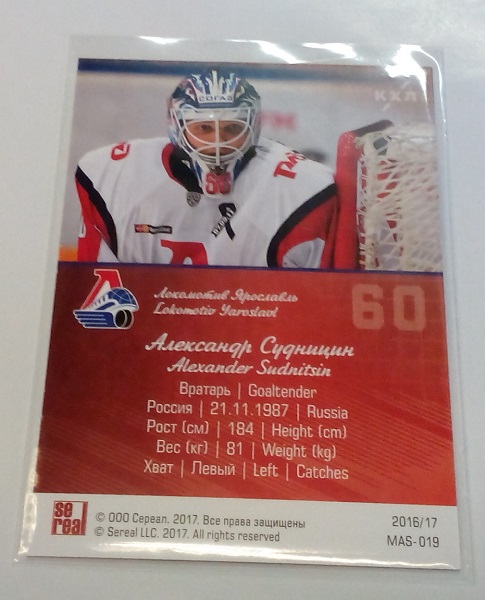 КХЛ
СОГАЗ
Локомотив Ярославль
Lokomotiv Yaroslavl
60
Александр Судницин
Alexander Sudnitsin
Вратарь | Goaltender
Россия | 21.11.1987 | Russia
Рост (см) | 184 | Height (cm)
Вес (кг) | 81 | Weight (kg)
Хват | Левый | Left | Catches
se
real
© ООО Сереал. 2017. Все права защищены
© Sereal LLC. 2017. All rights reserved
2016/17
MAS-019